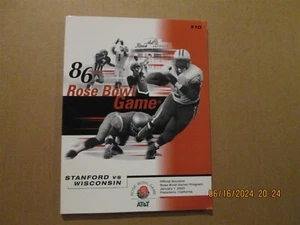 $10
86
Rose Bowl
Game
STANFORD vs
WISCONSIN
Official Souvenir
Rose Bowl Game Program
January 1, 2000
Pasadena, California
AT&T
06/16/2024 20:24